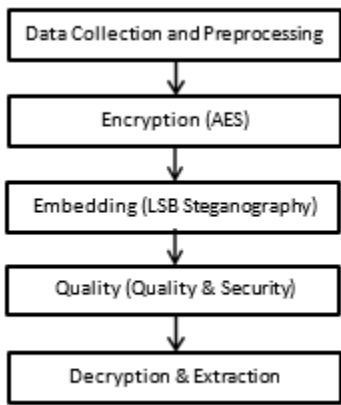 Data Collection and Preprocessing
Encryption (AES)
Embedding (LSB Steganography)
Quality (Quality & Security)
Decryption & Extraction